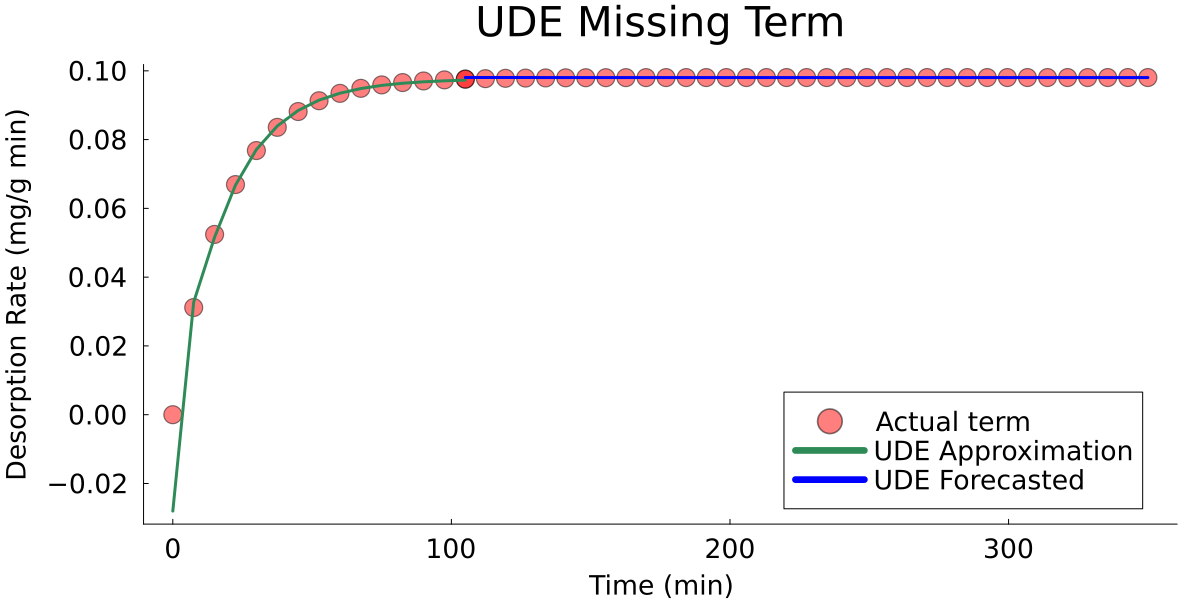 UDE Missing Term
Desorption Rate (mg/g min)
0.10
0.08
0.06
0.04
0.02
0.00
−0.02
0
100
200
300
Time (min)
Actual term
UDE Approximation
UDE Forecasted